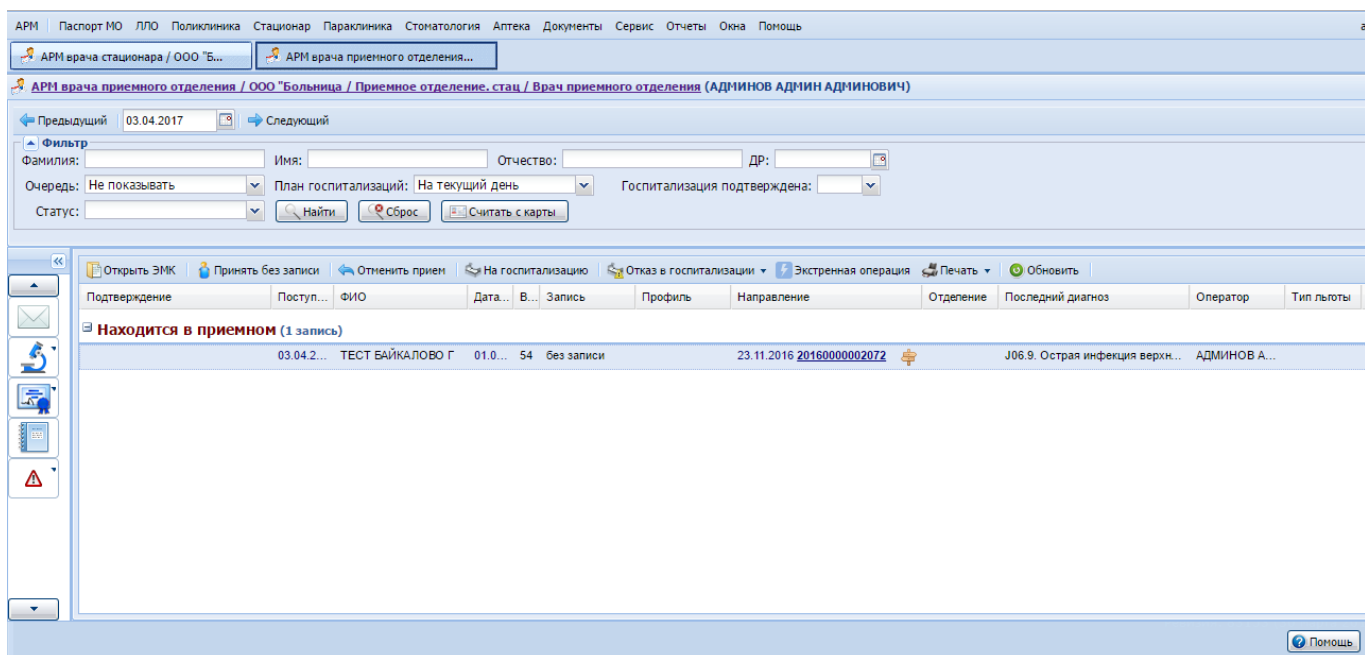 АРМ Паспорт МО ЛЛО Поликлиника Стационар Параклиника Стоматология Аптека Документы Сервис Отчеты Окна Помощь
АРМ врача стационара / ООО "Б... АРМ врача приемного отделения...
АРМ врача приемного отделения / ООО "Больница / Приемное отделение. стац / Врач приемного отделения (АДМИНОВ АДМИН АДМИНОВИЧ)
Предыдущий 03.04.2017 Следующий
Фильтр
Фамилия: Имя: Отчество: ДР:
Очередь: Не показывать План госпитализаций: На текущий день Госпитализация подтверждена:
Статус: Найти Сброс Считать с карты
Открыть ЭМК Принять без записи Отменить прием На госпитализацию Отказ в госпитализации Экстренная операция Печать Обновить
Подтверждение Поступ... ФИО Дата... В... Запись Профиль Направление Отделение Последний диагноз Оператор Тип льготы
Находится в приемном (1 запись)
03.04.2... ТЕСТ БАЙКАЛОВО Г 01.0... 54 без записи 23.11.2016 20160000002072 J06.9. Острая инфекция верхн... АДМИНОВ А...
Помощь